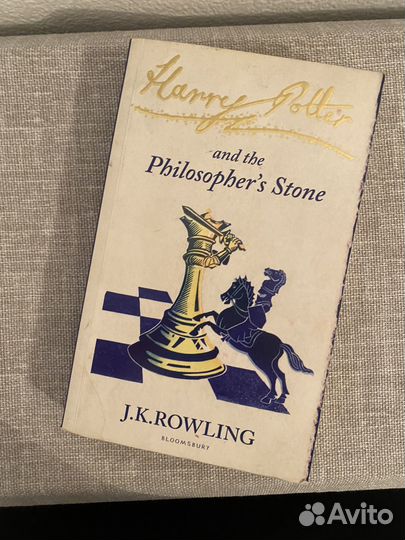 Harry Potter
and the
Philosopher's Stone
J.K.ROWLING
BLOOMSBURY
Avito